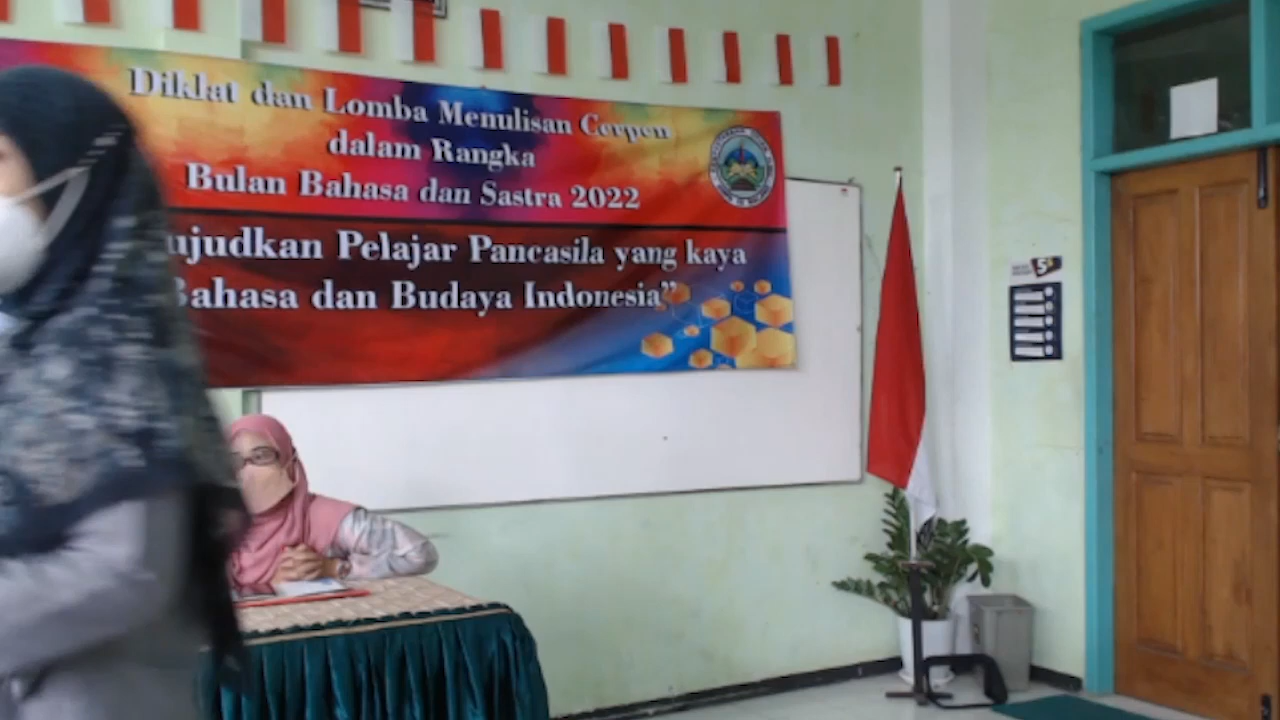 Diklat dan Lomba Menulisan Cerpen
dalam Rangka
Bulan Bahasa dan Sastra 2022
ujudkan Pelajar Pancasila yang kaya
Bahasa dan Budaya Indonesia”
5